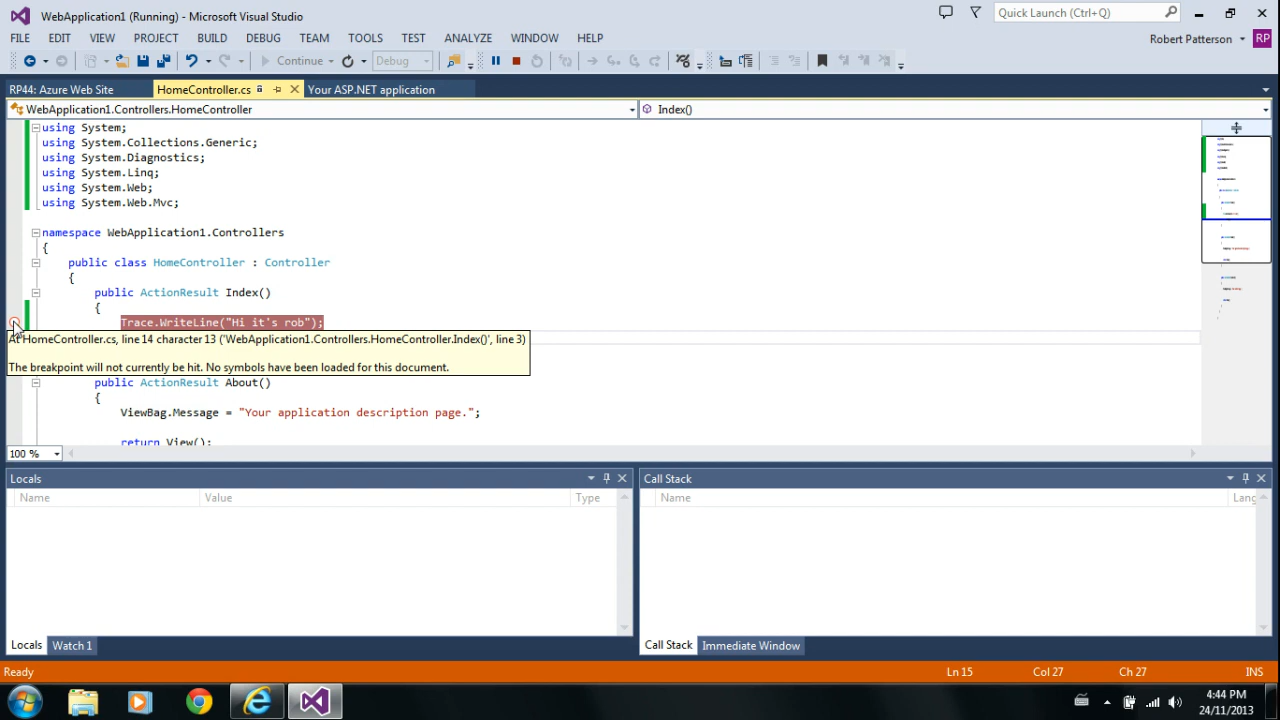 WebApplication1 (Running) - Microsoft Visual Studio
Quick Launch (Ctrl+Q)
FILE EDIT VIEW PROJECT BUILD DEBUG TEAM TOOLS TEST ANALYZE WINDOW HELP
Robert Patterson RP
Continue Debug
RP44: Azure Web Site HomeController.cs Your ASP.NET application
WebApplication1.Controllers.HomeController Index()
using System;
using System.Collections.Generic;
using System.Diagnostics;
using System.Linq;
using System.Web;
using System.Web.Mvc;
namespace WebApplication1.Controllers
{
public class HomeController : Controller
{
public ActionResult Index()
{
Trace.WriteLine("Hi it's rob");
At HomeController.cs, line 14 character 13 ('WebApplication1.Controllers.HomeController.Index()', line 3)
The breakpoint will not currently be hit. No symbols have been loaded for this document.
public ActionResult About()
{
ViewBag.Message = "Your application description page.";
return View();
100 %
Locals
Name Value Type
Call Stack
Name Lang
Locals Watch 1
Call Stack Immediate Window
Ready Ln 15 Col 27 Ch 27 INS
4:44 PM
24/11/2013